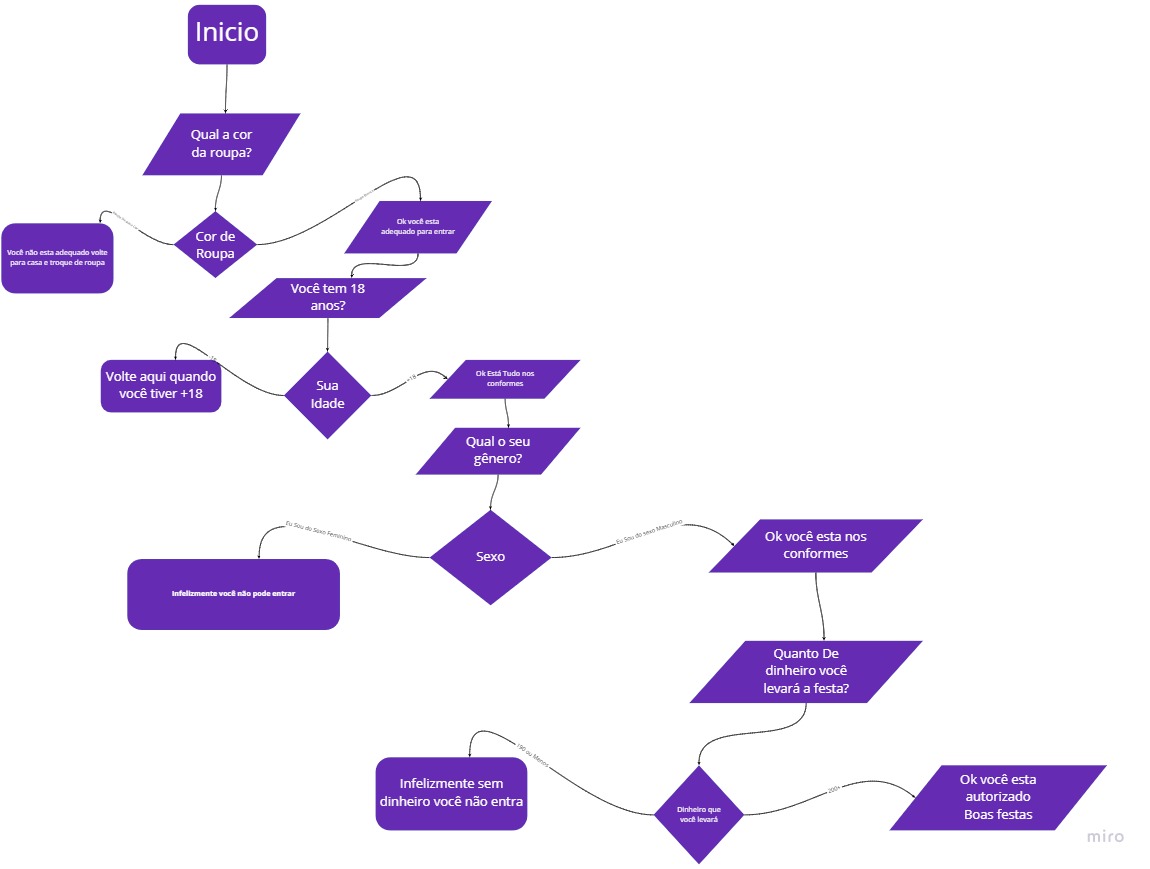 Inicio
Qual a cor
da roupa?
Cor de
Roupa
Ok você esta
adequado para entrar
Você não esta adequado volte
para casa e troque de roupa
Você tem 18
anos?
Volte aqui quando
você tiver +18
Sua
Idade
+18
Ok Está Tudo nos
conformes
Qual o seu
gênero?
Eu Sou do Sexo Feminino
Sexo
Eu Sou do sexo Masculino
Ok você esta nos
conformes
Infelizmente você não pode entrar
Quanto De
dinheiro você
levará a festa?
190 ou Menos
Infelizmente sem
dinheiro você não entra
Dinheiro que
você levará
200+
Ok você esta
autorizado
Boas festas
miro